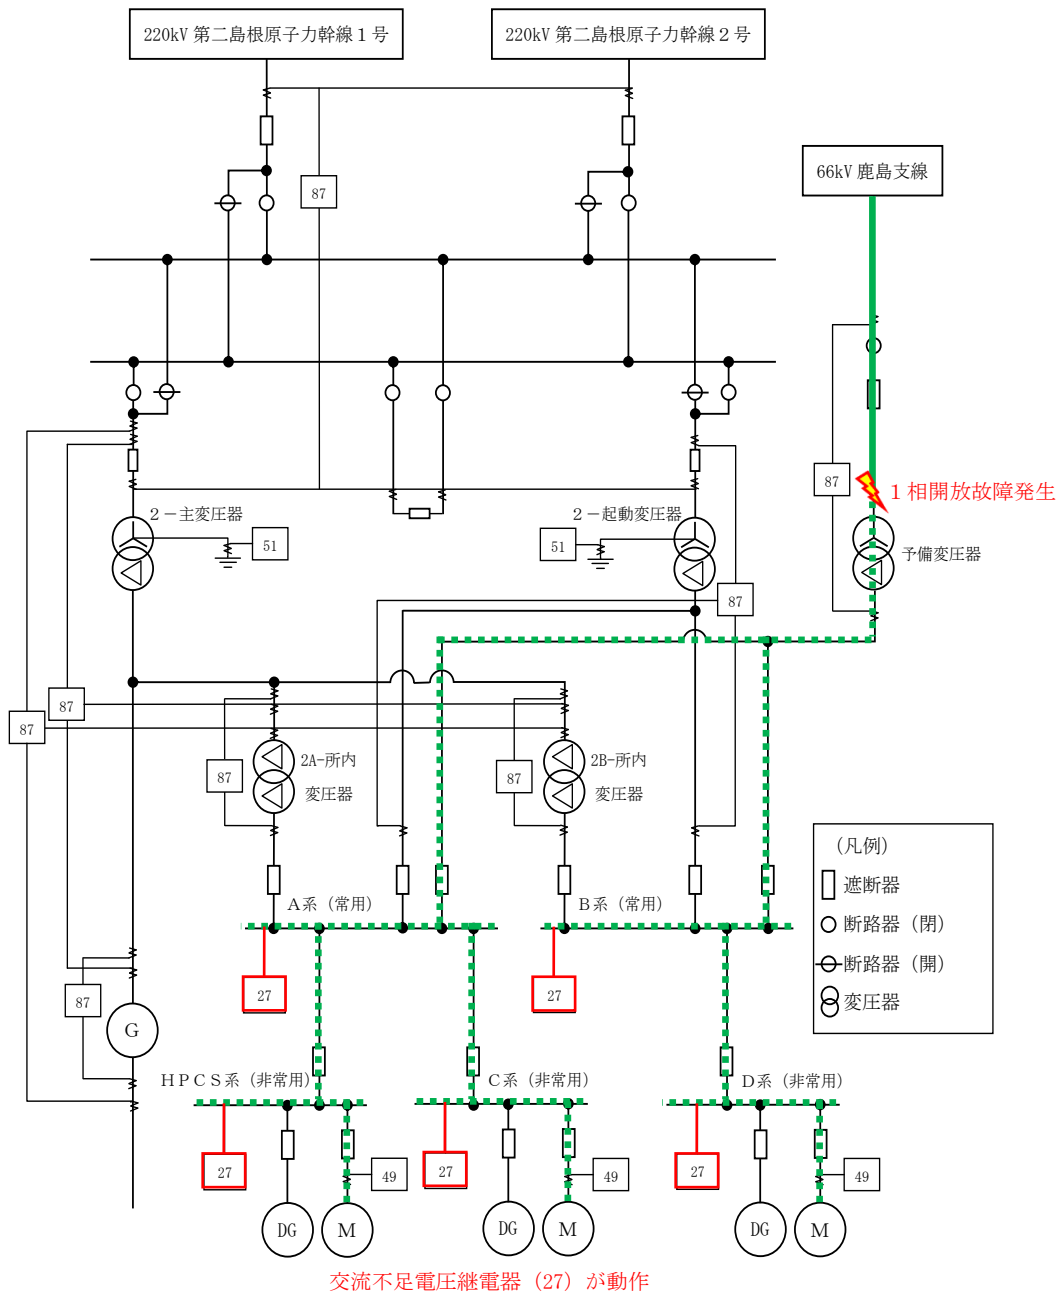 220kV 第二島根原子力幹線１号
220kV 第二島根原子力幹線２号
66kV 鹿島支線
87
87
１相開放故障発生
２－主変圧器
51
２－起動変圧器
51
予備変圧器
87
87
87
2A-所内
変圧器
87
2B-所内
変圧器
87
(凡例)
遮断器
断路器（閉）
断路器（開）
変圧器
A系（常用）
B系（常用）
27
27
87
G
HPCS系（非常用）
C系（非常用）
D系（非常用）
27
49
27
49
27
49
DG
M
DG
M
DG
M
交流不足電圧継電器（27）が動作